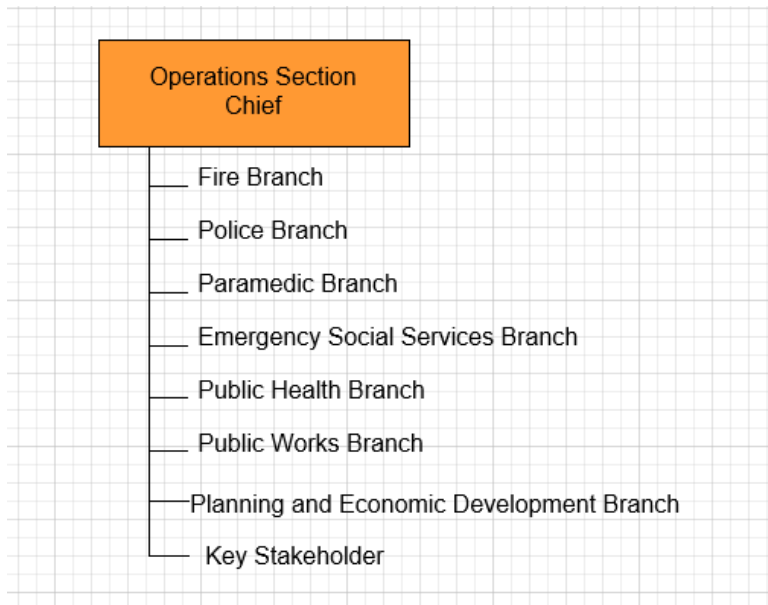 Operations Section
Chief
Fire Branch
Police Branch
Paramedic Branch
Emergency Social Services Branch
Public Health Branch
Public Works Branch
Planning and Economic Development Branch
Key Stakeholder